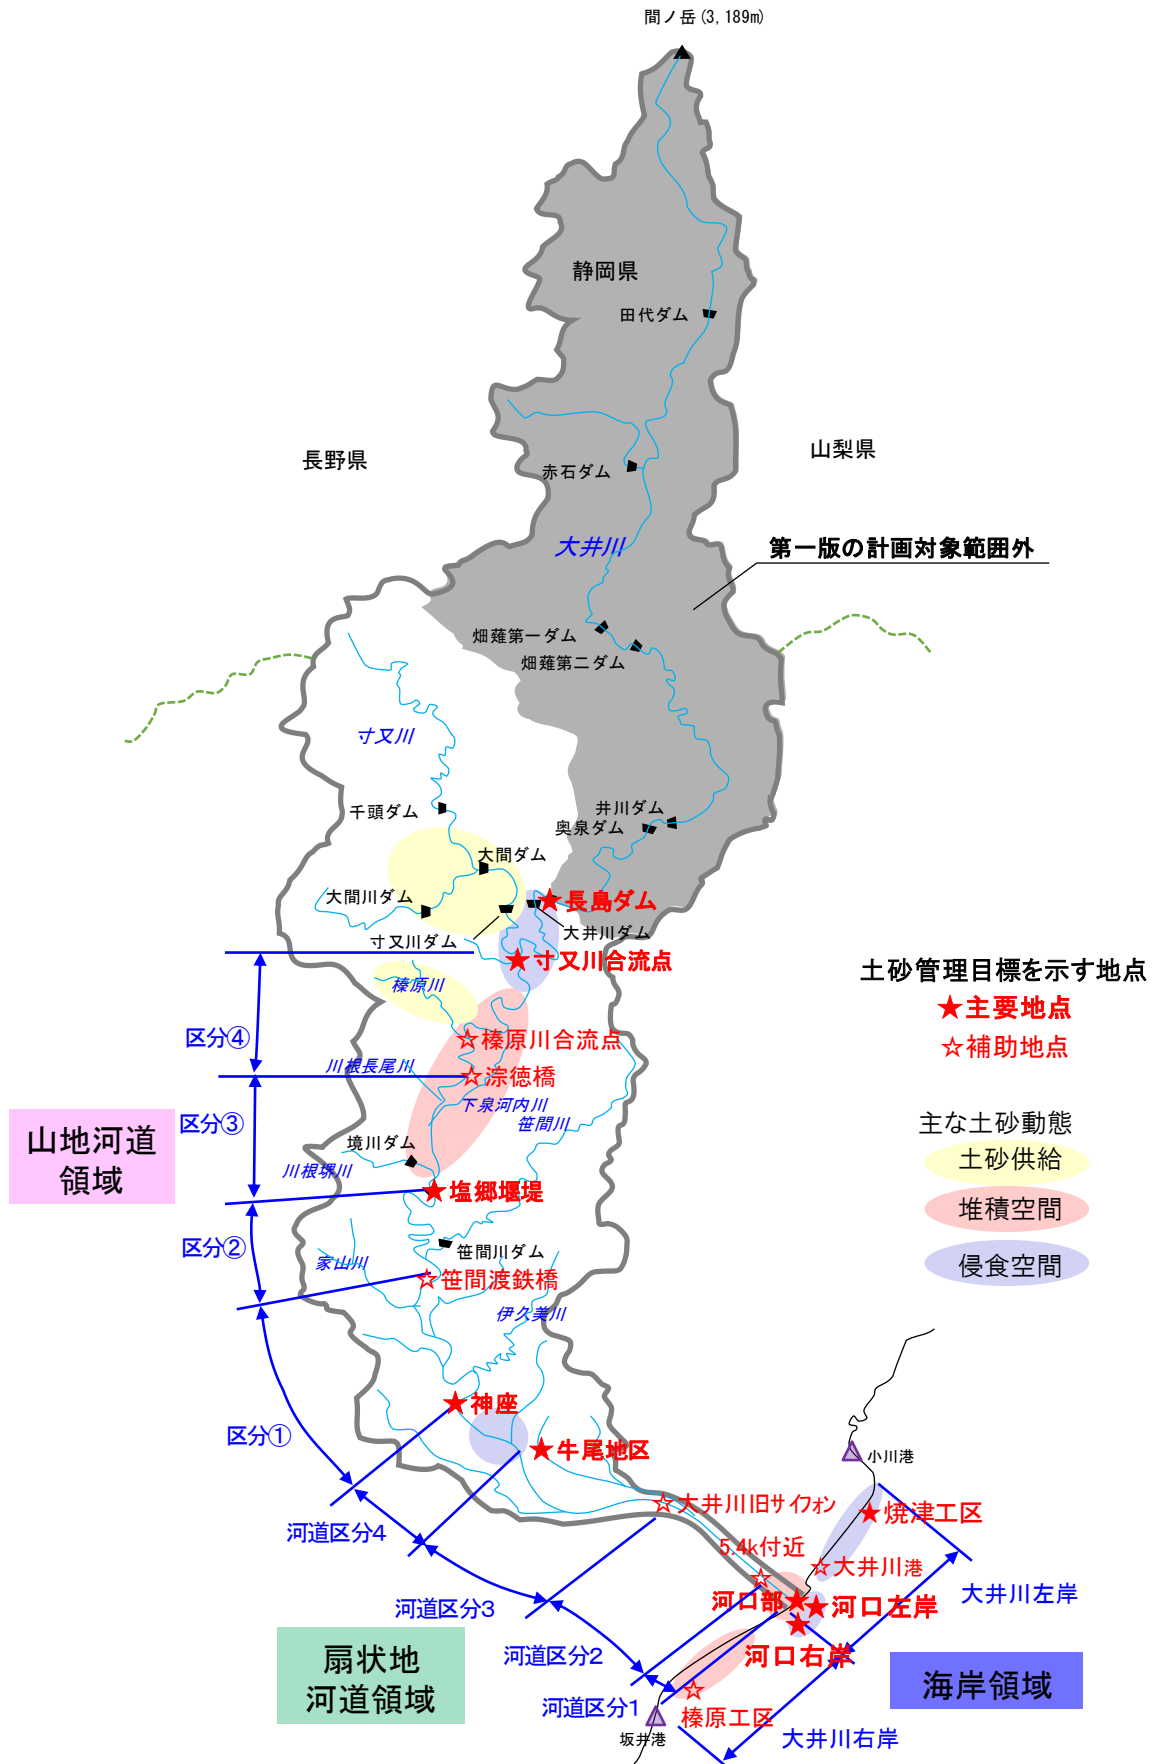 間ノ岳(3,189m)
静岡県
田代ダム
長野県
山梨県
赤石ダム
大井川
第一版の計画対象範囲外
畑薙第一ダム
畑薙第二ダム
寸又川
千頭ダム
井川ダム
奥泉ダム
大間ダム
大間川ダム
★長島ダム
寸又川ダム
大井川ダム
★寸又川合流点
榛原川
土砂管理目標を示す地点
★主要地点
☆補助地点
区分④
☆榛原川合流点
川根長尾川
☆淙徳橋
下泉河内川
笹間川
区分③
山地河道
領域
境川ダム
川根堺川
★塩郷堰堤
主な土砂動態
土砂供給
堆積空間
侵食空間
区分②
笹間川ダム
家山川
☆笹間渡鉄橋
伊久美川
★神座
区分①
★牛尾地区
小川港
☆大井川旧サイフォン
★焼津工区
河道区分4
5.4k付近
☆大井川港
大井川左岸
河道区分3
河口部★
★河口左岸
河口右岸
扇状地
河道領域
河道区分2
海岸領域
河道区分1
榛原工区
坂井港
大井川右岸